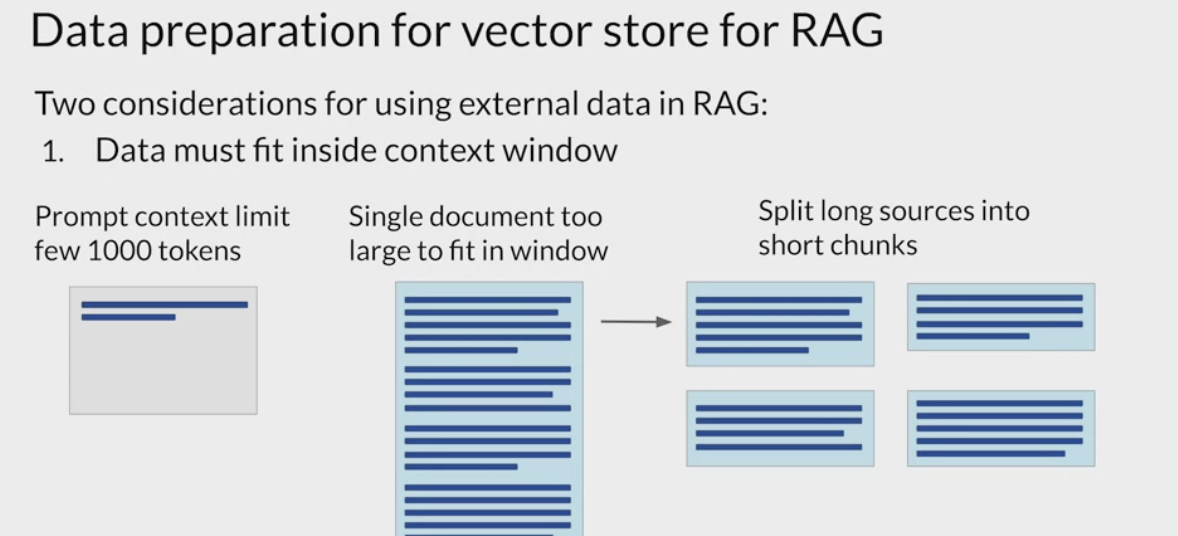 Data preparation for vector store for RAG
Two considerations for using external data in RAG:
1. Data must fit inside context window
Prompt context limit
few 1000 tokens
Single document too
large to fit in window
Split long sources into
short chunks